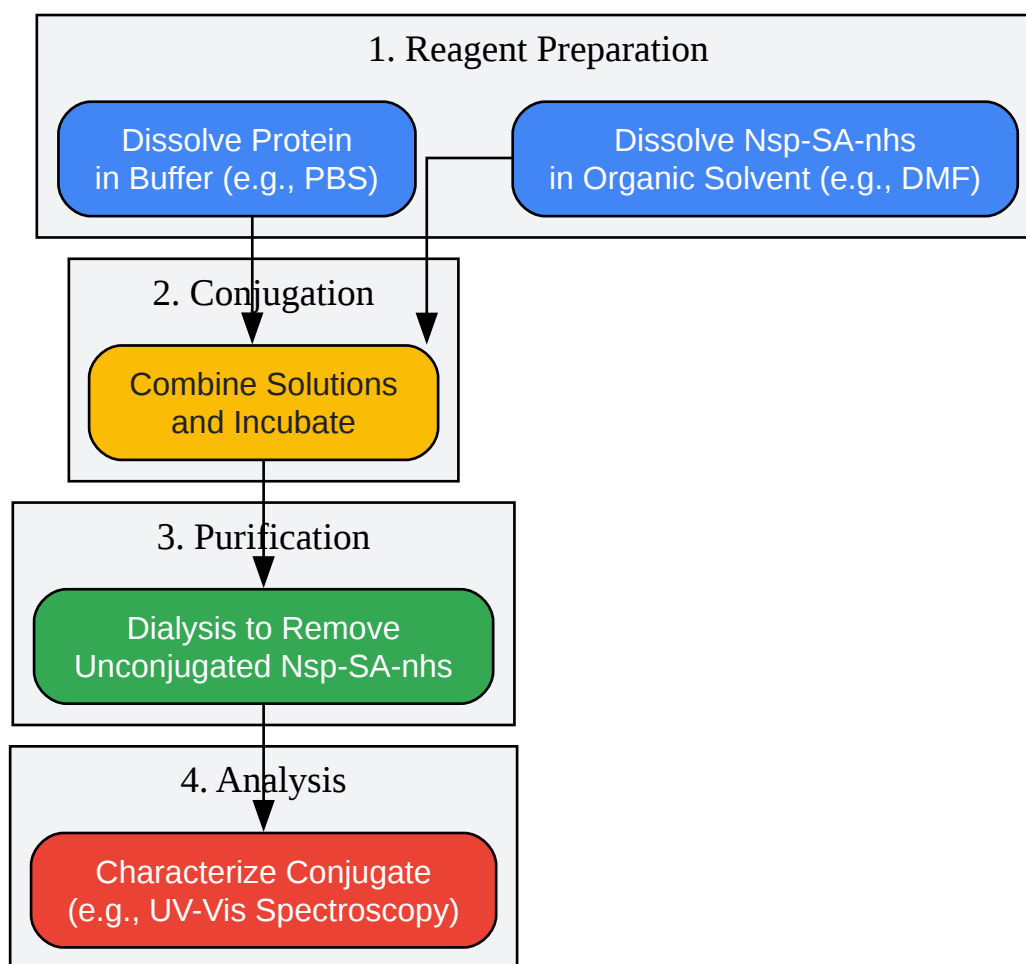 1. Reagent Preparation
Dissolve Protein
in Buffer (e.g., PBS)
Dissolve Nsp-SA-nhs
in Organic Solvent (e.g., DMF)
2. Conjugation
Combine Solutions
and Incubate
3. Purification
Dialysis to Remove
Unconjugated Nsp-SA-nhs
4. Analysis
Characterize Conjugate
(e.g., UV-Vis Spectroscopy)